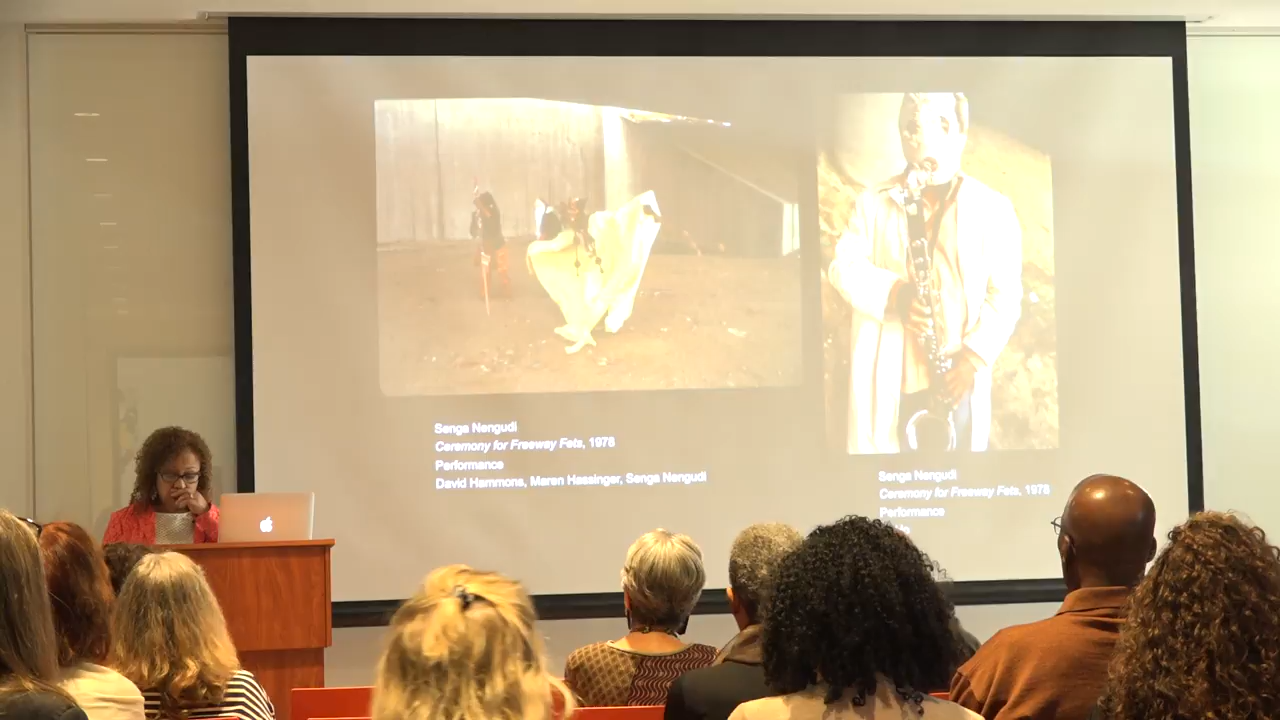 Senga Nengudi
Ceremony for Freeway Fets, 1978
Performance
David Hammons, Maren Hassinger, Senga Nengudi
Senga Nengudi
Ceremony for Freeway Fets, 1978
Performance